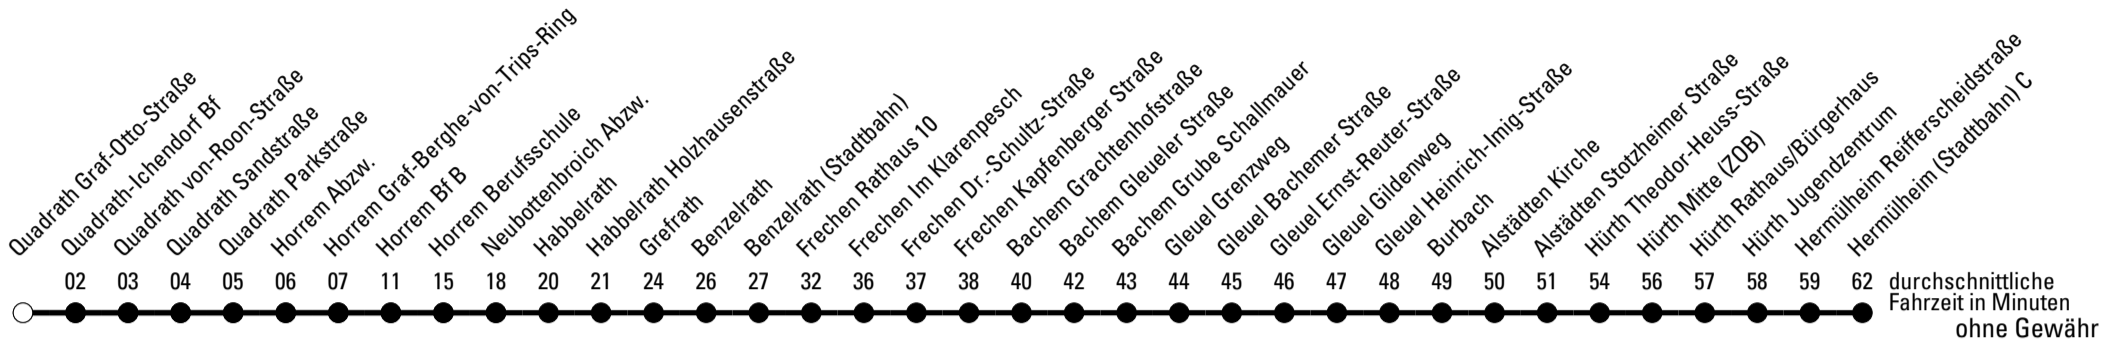 Quadrath Graf-Otto-Straße
Quadrath-Ichendorf Bf
Quadrath von-Roon-Straße
Quadrath Sandstraße
Quadrath Parkstraße
Horrem Abzw.
Horrem Graf-Berghe-von-Trips-Ring
Horrem Bf B
Horrem Berufsschule
Neubottenbroich Abzw.
Habbelrath
Habbelrath Holzhausenstraße
Grefrath
Benzelrath
Benzelrath (Stadtbahn)
Frechen Rathaus 10
Frechen Im Klarenpesch
Frechen Dr.-Schultz-Straße
Frechen Kapfenberger Straße
Bachem Grachtenhofstraße
Bachem Gleueler Straße
Bachem Grube Schallmauer
Gleuel Grenzweg
Gleuel Bachemer Straße
Gleuel Ernst-Reuter-Straße
Gleuel Gildenweg
Gleuel Heinrich-Imig-Straße
Burbach
Alstädten Kirche
Alstädten Stotzheimer Straße
Hürth Theodor-Heuss-Straße
Hürth Mitte (ZOB)
Hürth Rathaus/Bürgerhaus
Hürth Jugendzentrum
Hermülheim Reifferscheidstraße
Hermülheim (Stadtbahn) C
02 03 04 05 06 07 11 15 18 20 21 24 26 27 32 36 37 38 40 42 43 44 45 46 47 48 49 50 51 54 56 57 58 59 62 durchschnittliche
Fahrzeit in Minuten
ohne Gewähr